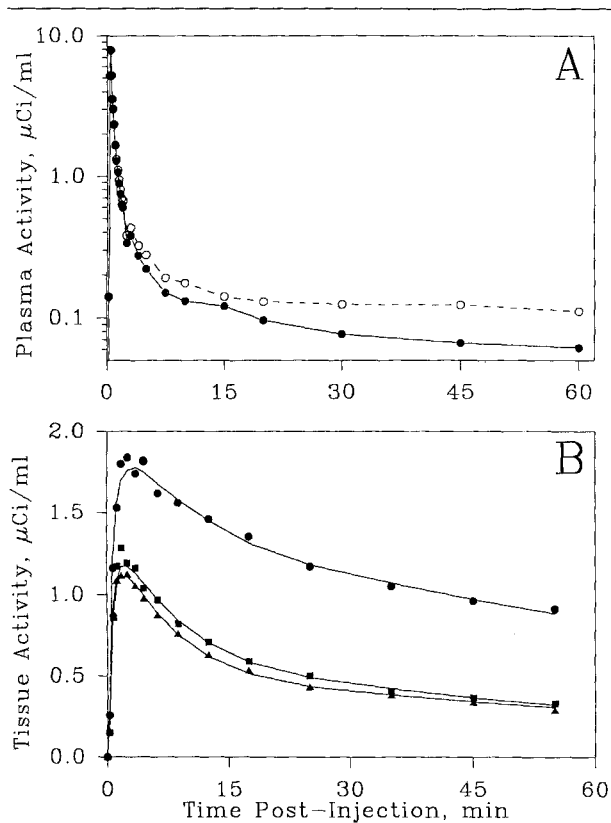 10.0
A
1.0
0.1
Plasma Activity, μCi/ml
0 15 30 45 60
2.0
B
1.5
1.0
0.5
0.0
Tissue Activity, μCi/ml
0 15 30 45 60
Time Post-Injection, min